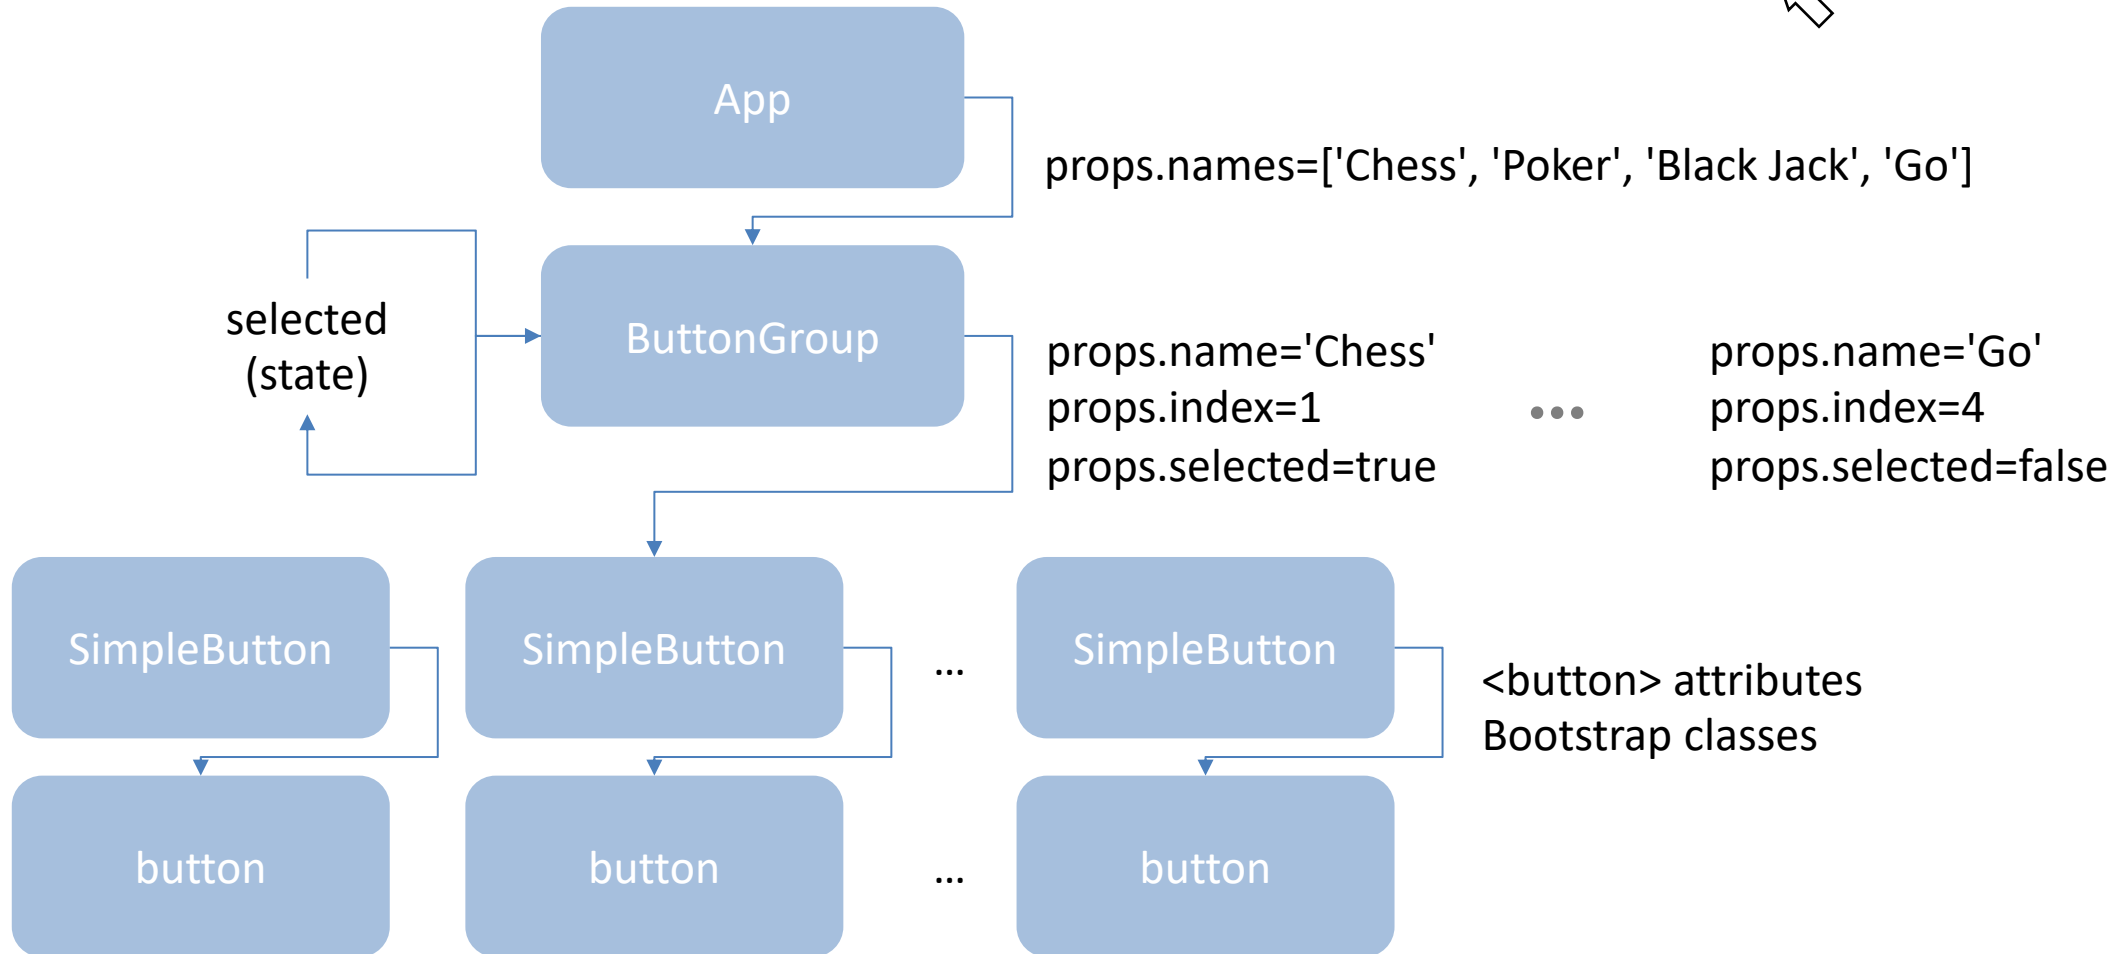 App
props.names=['Chess', 'Poker', 'Black Jack', 'Go']
selected
(state)
ButtonGroup
props.name='Chess'
props.index=1
props.selected=true
...
props.name='Go'
props.index=4
props.selected=false
SimpleButton
SimpleButton
...
SimpleButton
<button> attributes
Bootstrap classes
button
button
...
button